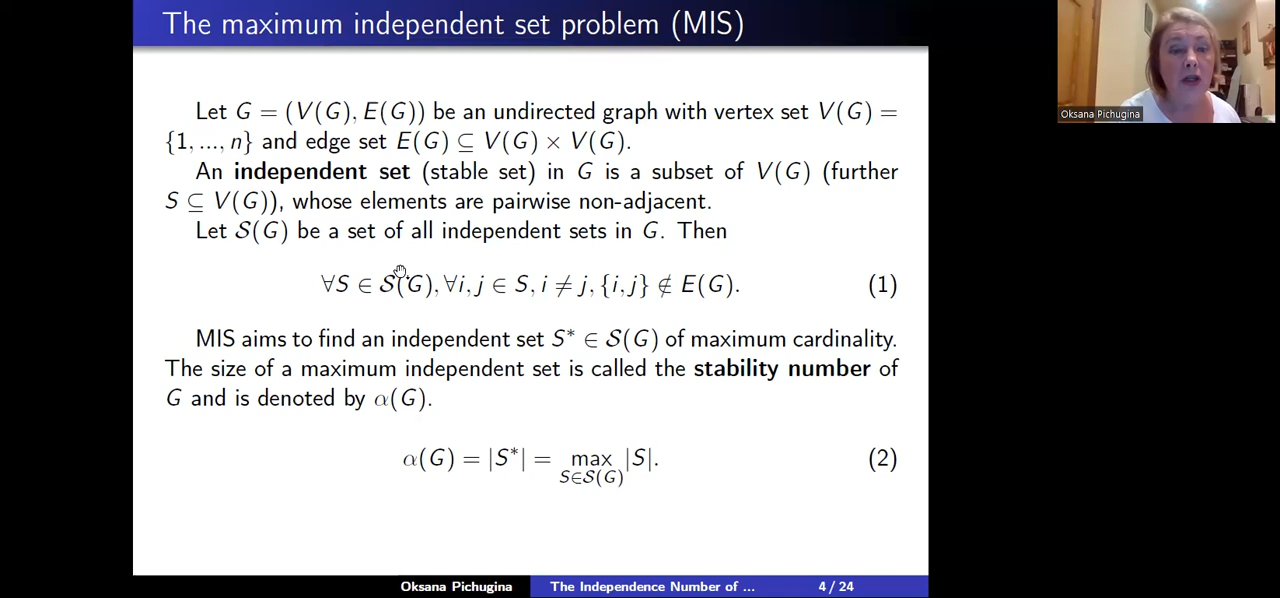 The maximum independent set problem (MIS)
Let G = (V(G), E(G)) be an undirected graph with vertex set V(G) =
{1, ..., n} and edge set E(G) ⊆ V(G) × V(G).
An independent set (stable set) in G is a subset of V(G) (further
S ⊆ V(G)), whose elements are pairwise non-adjacent.
Let 𝒮(G) be a set of all independent sets in G. Then
∀S ∈ 𝒮(G), ∀i, j ∈ S, i ≠ j, {i, j} ∉ E(G). (1)
MIS aims to find an independent set S* ∈ 𝒮(G) of maximum cardinality.
The size of a maximum independent set is called the stability number of
G and is denoted by α(G).
α(G) = |S*| = max |S|. (2)
S∈𝒮(G)
Oksana Pichugina The Independence Number of ... 4 / 24
Oksana Pichugina